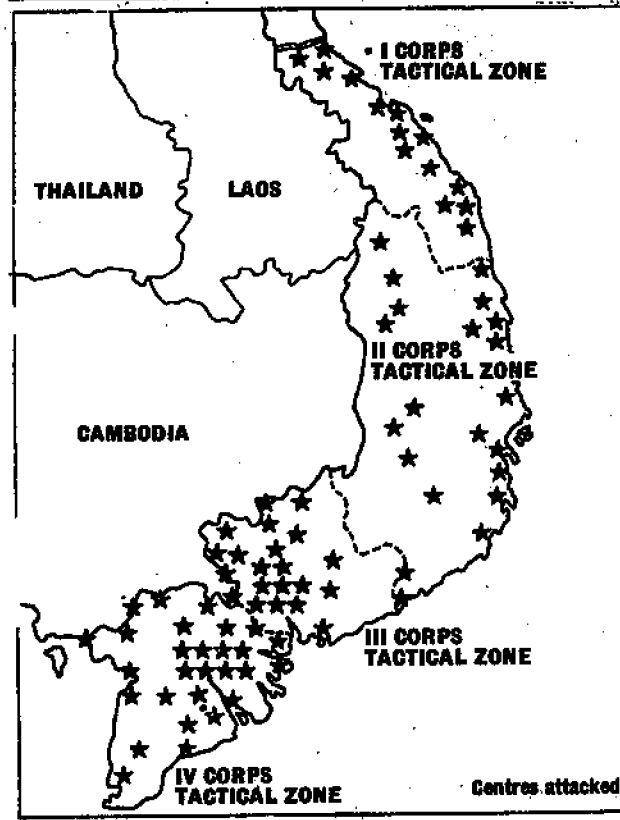 I CORPS
TACTICAL ZONE
THAILAND
LAOS
II CORPS
TACTICAL ZONE
CAMBODIA
III CORPS
TACTICAL ZONE
IV CORPS
TACTICAL ZONE
Centres attacked